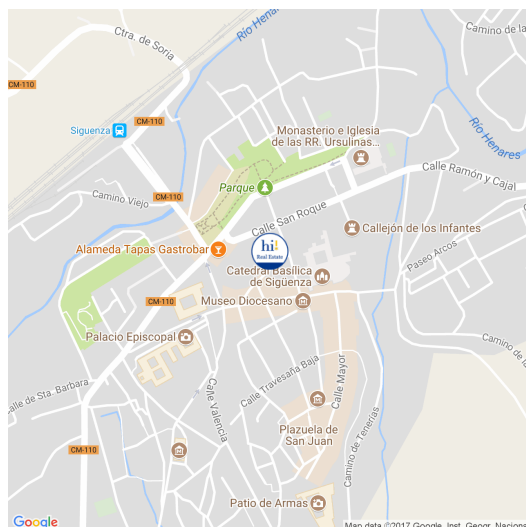 Ctra. de Soria
Río Henares
Camino de la
CM-110
CM-110
Siguenza
Monasterio e Iglesia
de las RR. Ursulinas...
Río Henares
Calle Ramón y Cajal
Parque
Camino Viejo
CM-110
Calle San Roque
Callejón de los Infantes
Alameda Tapas Gastrobar
hi!
Real Estate
Paseo Arcos
Catedral Basílica
de Sigüenza
CM-110
Museo Diocesano
Palacio Episcopal
Camino de la
Calle Travesaña Baja
Calle Mayor
Calle de Sta. Barbara
Calle Valencia
Plazuela de
San Juan
Camino de Tenerías
CM-110
Patio de Armas
Google
Map data ©2017 Google, Inst. Geogr. Nacional